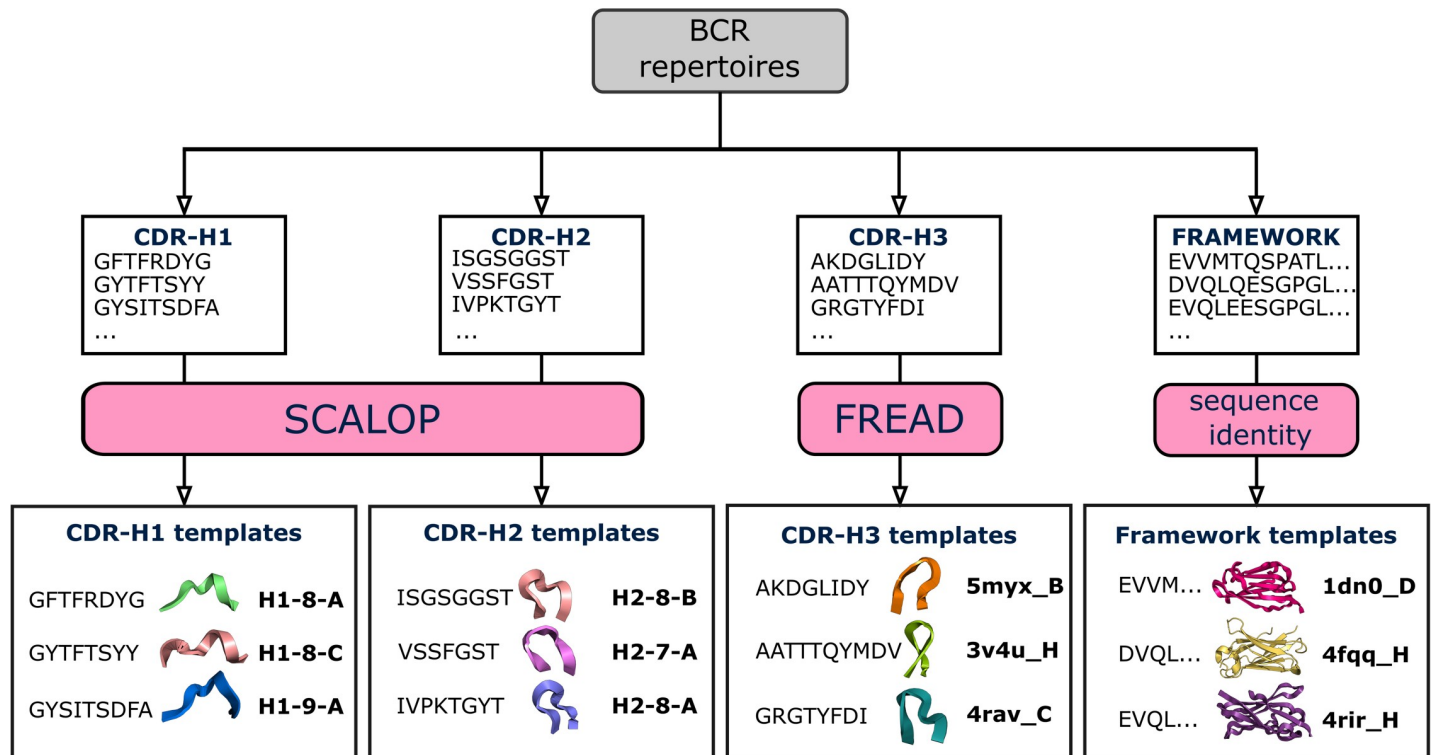 BCR
repertoires
CDR-H1
GFTFRDYG
GYTFTSYY
GYSITSDFA
...
CDR-H2
ISGSGGST
VSSFGST
IVPKTGYT
...
CDR-H3
AKDGLIDY
AATTTQYMDV
GRGTYFDI
...
FRAMEWORK
EVVMTQSPATL...
DVQLQESGPGL...
EVQLEESGPGL...
...
SCALOP
FREAD
sequence
identity
CDR-H1 templates
GFTFRDYG H1-8-A
GYTFTSYY H1-8-C
GYSITSDFA H1-9-A
CDR-H2 templates
ISGSGGST H2-8-B
VSSFGST H2-7-A
IVPKTGYT H2-8-A
CDR-H3 templates
AKDGLIDY 5myx_B
AATTTQYMDV 3v4u_H
GRGTYFDI 4rav_C
Framework templates
EVVM... 1dn0_D
DVQL... 4fqq_H
EVQL... 4rir_H